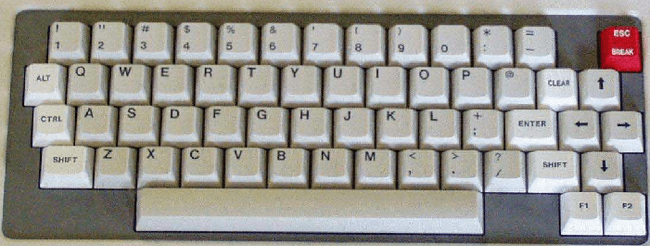 ! " # $ % & ' ( ) * = ESC
1 2 3 4 5 6 7 8 9 0 : - BREAK
ALT Q W E R T Y U I O P @ CLEAR ↑
CTRL A S D F G H J K L + ; ENTER ← →
SHIFT Z X C V B N M < , > . ? / SHIFT ↓
F1 F2